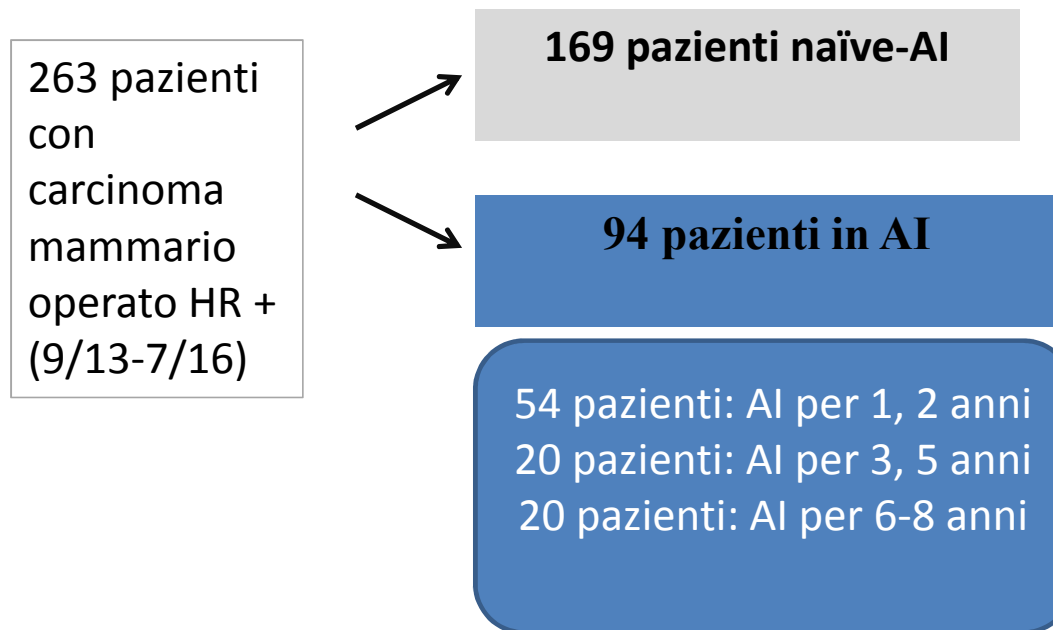 263 pazienti
con
carcinoma
mammario
operato HR +
(9/13-7/16)
169 pazienti naïve-AI
94 pazienti in AI
54 pazienti: AI per 1, 2 anni
20 pazienti: AI per 3, 5 anni
20 pazienti: AI per 6-8 anni